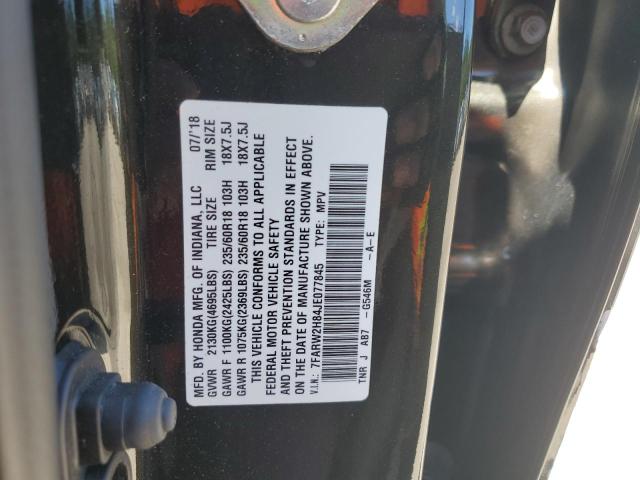 MFD. BY HONDA MFG. OF INDIANA, LLC 07/'18
GVWR 2130KG(4695LBS) TIRE SIZE RIM SIZE
GAWR F 1100KG(2425LBS) 235/60R18 103H 18X7.5J
GAWR R 1075KG(2369LBS) 235/60R18 103H 18X7.5J
THIS VEHICLE CONFORMS TO ALL APPLICABLE
FEDERAL MOTOR VEHICLE SAFETY
AND THEFT PREVENTION STANDARDS IN EFFECT
ON THE DATE OF MANUFACTURE SHOWN ABOVE.
V.I.N.: 7FARW2H84JE077845 TYPE: MPV
TNR J A87 -G546M -A-E